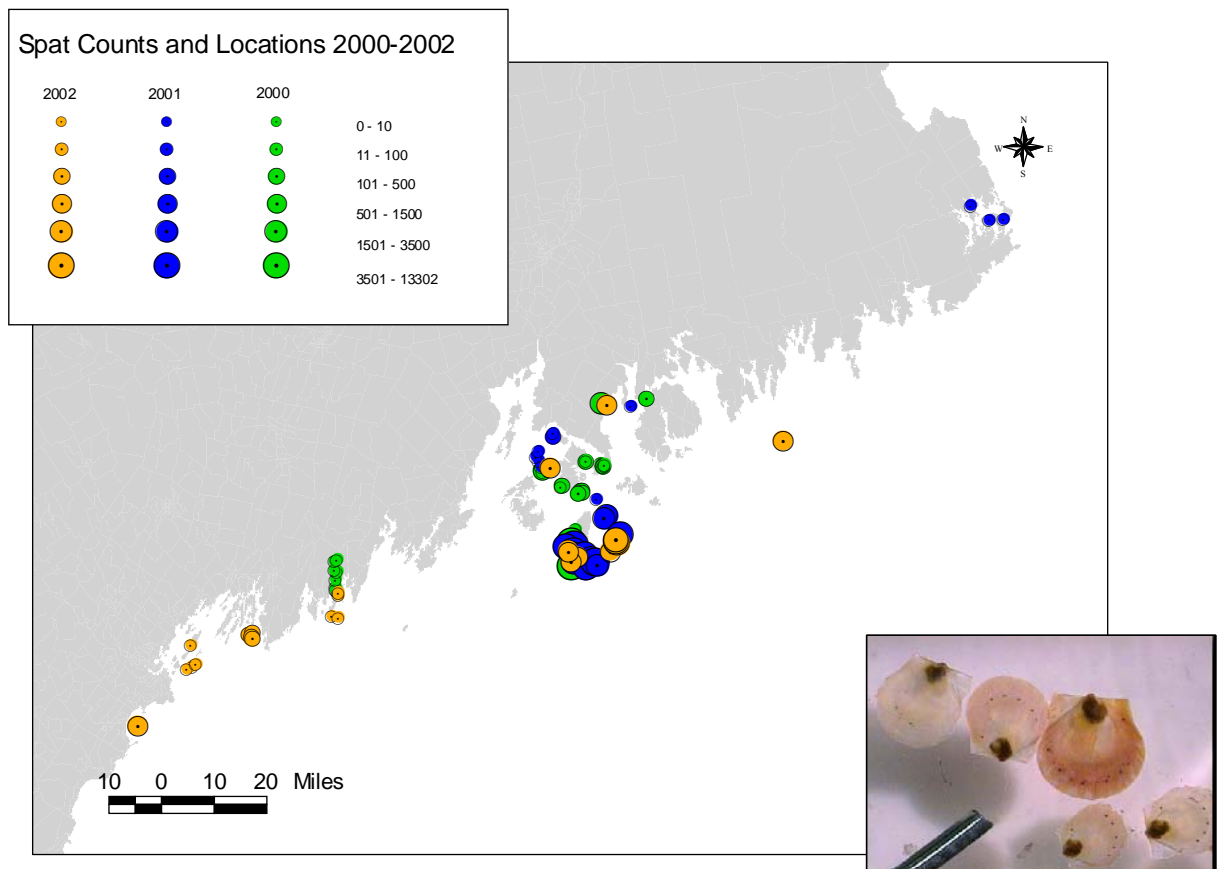 Spat Counts and Locations 2000-2002
2002 2001 2000
0 - 10
11 - 100
101 - 500
501 - 1500
1501 - 3500
3501 - 13302
N
W E
S
10 0 10 20 Miles